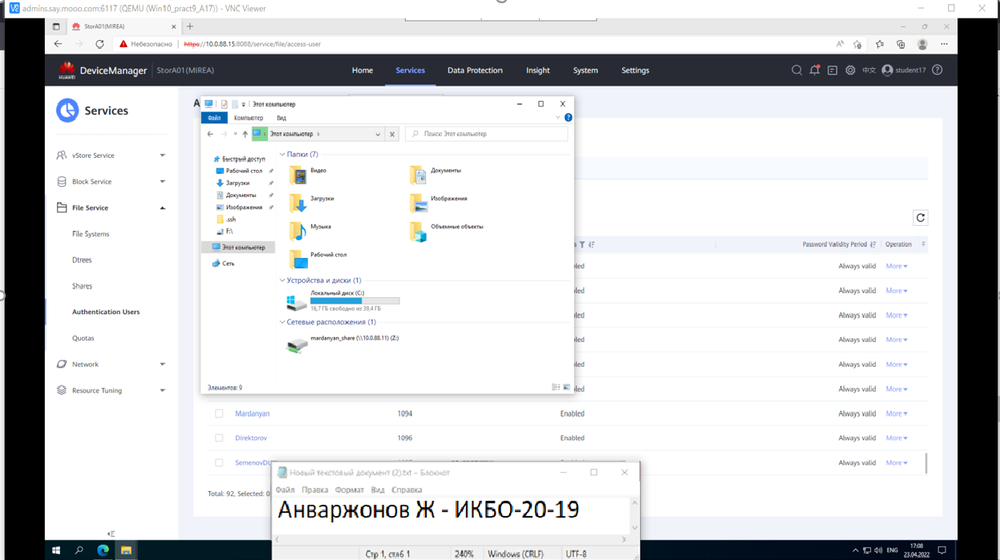 admins.say.mooo.com:6117 (QEMU (Win10_pract9_A17)) - VNC Viewer
StorA01(MIREA)
Небезопасно https://10.0.88.15:8088/service/file/access-user
HUAWEI DeviceManager StorA01(MIREA) Home Services Data Protection Insight System Settings 中文 student17
Services
vStore Service
Block Service
File Service
File Systems
Dtrees
Shares
Authentication Users
Quotas
Network
Resource Tuning
Этот компьютер
Файл Компьютер Вид
Этот компьютер
Поиск: Этот компьютер
Быстрый доступ
Рабочий стол
Загрузки
Документы
Изображения
.ssh
F:\
Этот компьютер
Сеть
Папки (7)
Видео Документы
Загрузки Изображения
Музыка Объемные объекты
Рабочий стол
Устройства и диски (1)
Локальный диск (C:)
16,7 ГБ свободно из 39,4 ГБ
Сетевые расположения (1)
mardanyan_share (\\10.0.88.11) (Z:)
Элементов: 9
Password Validity Period Operation
Always valid More
Always valid More
Always valid More
Always valid More
Always valid More
Always valid More
Mardanyan 1094 Enabled Always valid More
Direktorov 1096 Enabled Always valid More
Always valid More
Total: 92, Selected: 0
Новый текстовый документ (2).txt – Блокнот
Файл Правка Формат Вид Справка
Анваржонов Ж - ИКБО-20-19
Стр 1, стлб 1 240% Windows (CRLF) UTF-8
ENG 17:08
23.04.2022